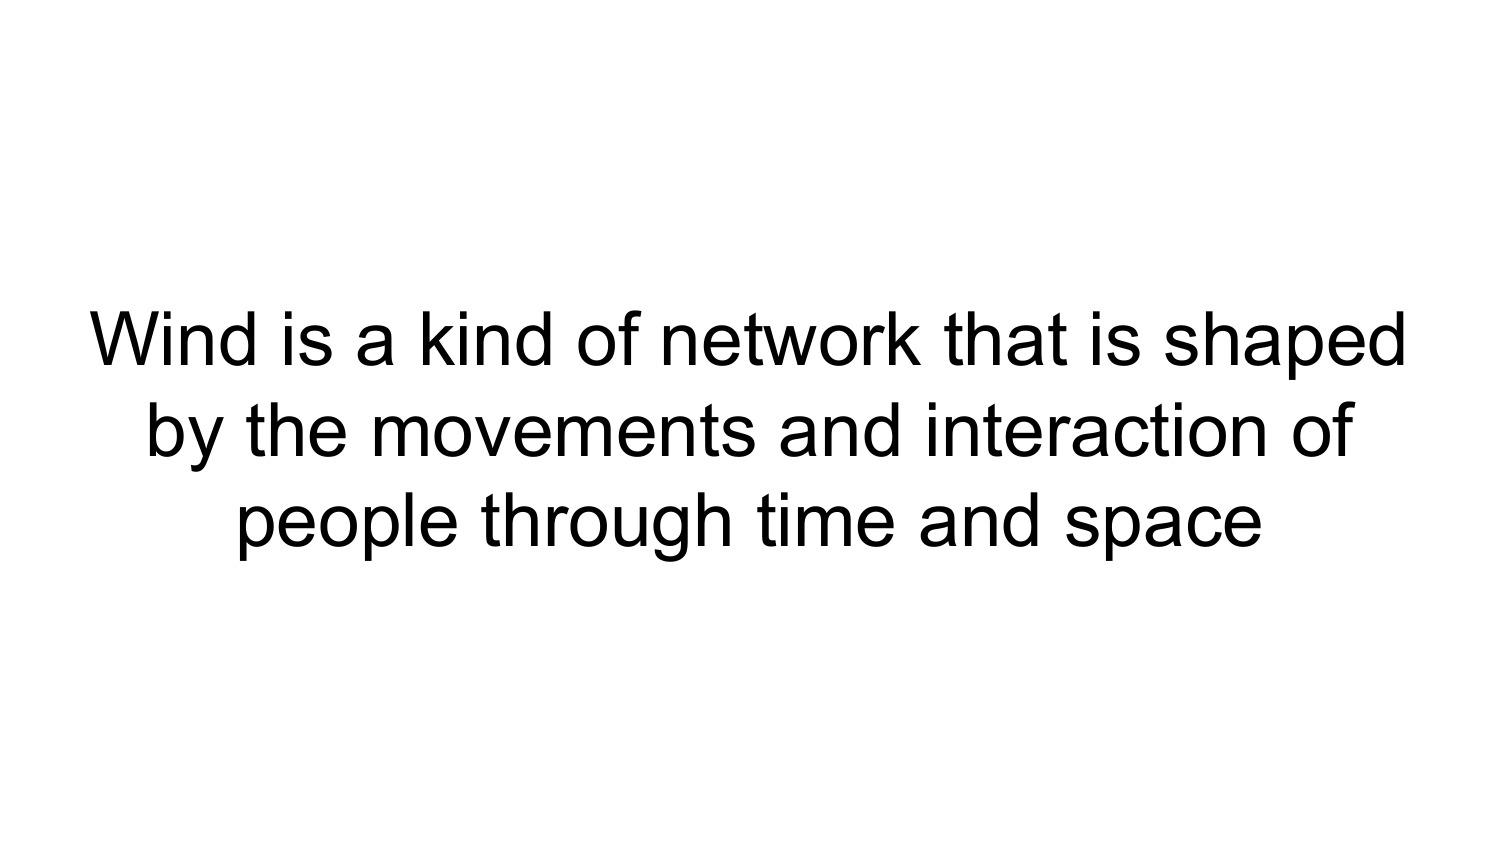 Wind is a kind of network that is shaped
by the movements and interaction of
people through time and space